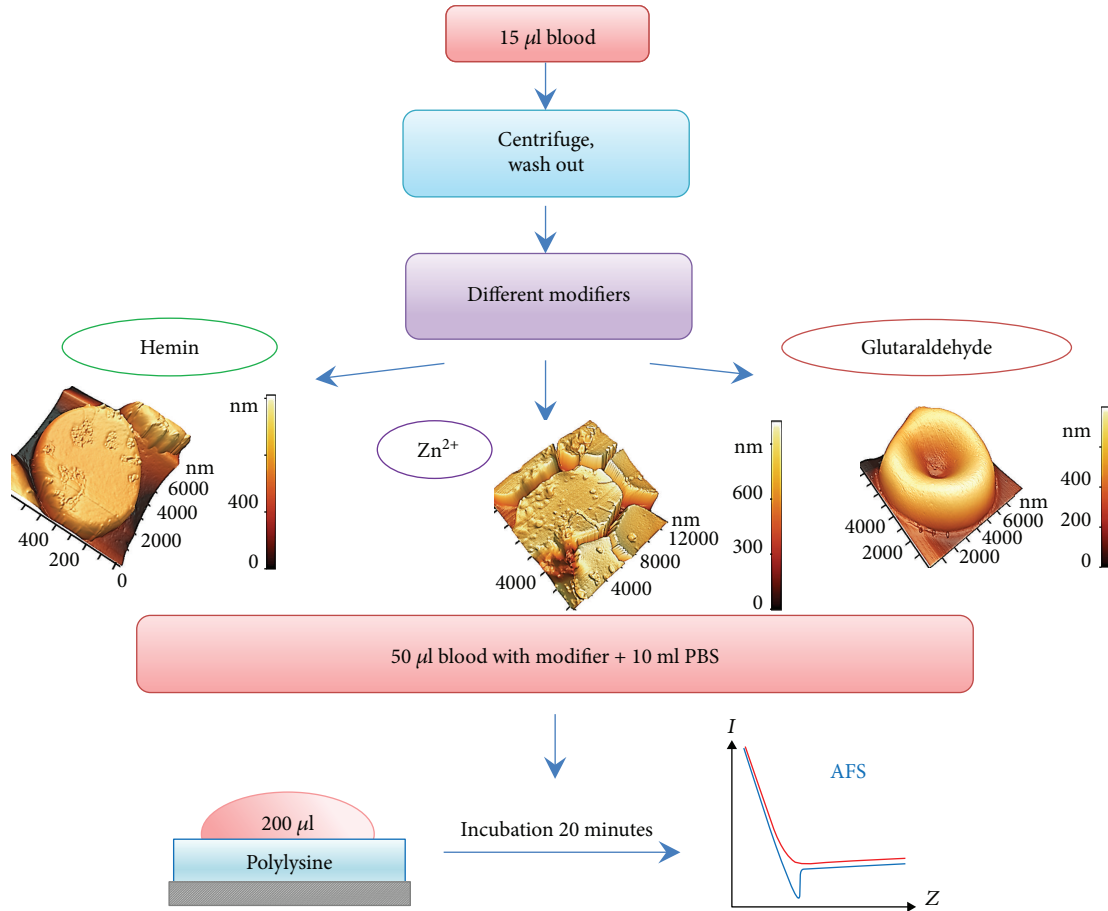 15 μl blood
Centrifuge,
wash out
Different modifiers
Hemin
Glutaraldehyde
Zn²⁺
nm
400
0
nm
6000
4000
2000
0
400
200
nm
600
300
0
nm
12000
8000
4000
4000
nm
400
200
0
nm
6000
4000
2000
4000
2000
50 μl blood with modifier + 10 ml PBS
200 μl
Polylysine
Incubation 20 minutes
I
AFS
Z